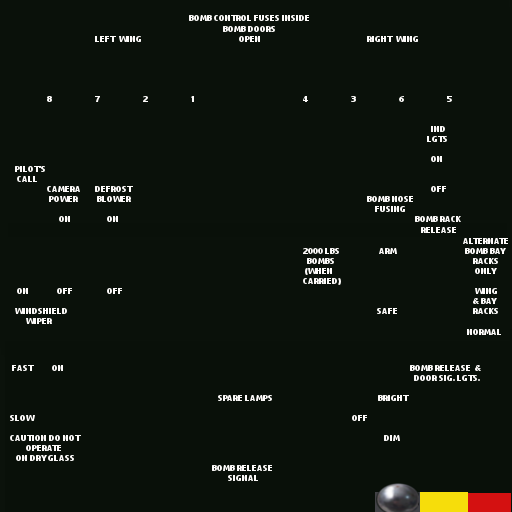 BOMB CONTROL FUSES INSIDE
BOMB DOORS
LEFT WING OPEN RIGHT WING
8 7 2 1 4 3 6 5
IND
LGTS
ON
PILOT'S
CALL
CAMERA
POWER
ON
DEFROST
BLOWER
ON
OFF
BOMB NOSE
FUSING
BOMB RACK
RELEASE
2000 LBS
BOMBS
(WHEN
CARRIED)
ARM
ALTERNATE
BOMB BAY
RACKS
ONLY
ON OFF OFF
WING
& BAY
RACKS
WINDSHIELD
WIPER
SAFE
NORMAL
FAST ON
BOMB RELEASE &
DOOR SIG. LGTS.
SPARE LAMPS
BRIGHT
SLOW
OFF
CAUTION DO NOT
OPERATE
ON DRY GLASS
DIM
BOMB RELEASE
SIGNAL